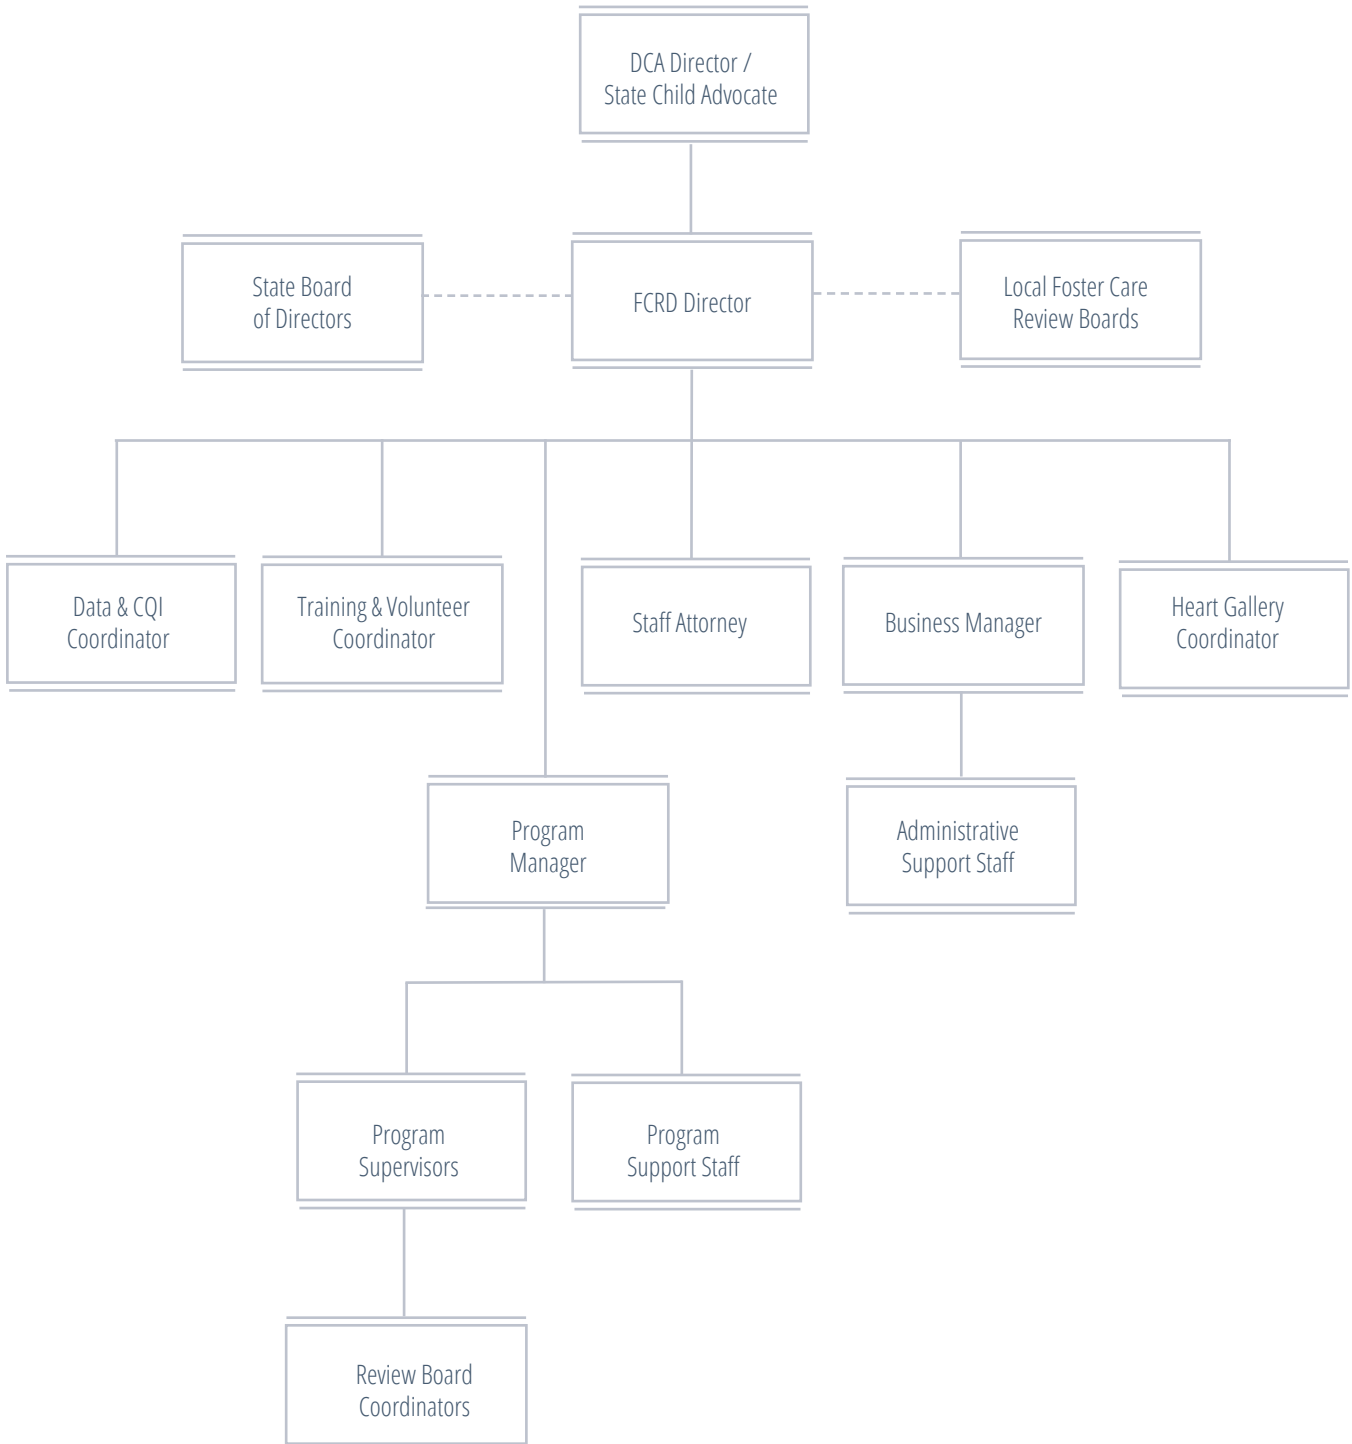 DCA Director /
State Child Advocate
State Board
of Directors
FCRD Director
Local Foster Care
Review Boards
Data & CQI
Coordinator
Training & Volunteer
Coordinator
Staff Attorney
Business Manager
Heart Gallery
Coordinator
Program
Manager
Administrative
Support Staff
Program
Supervisors
Program
Support Staff
Review Board
Coordinators